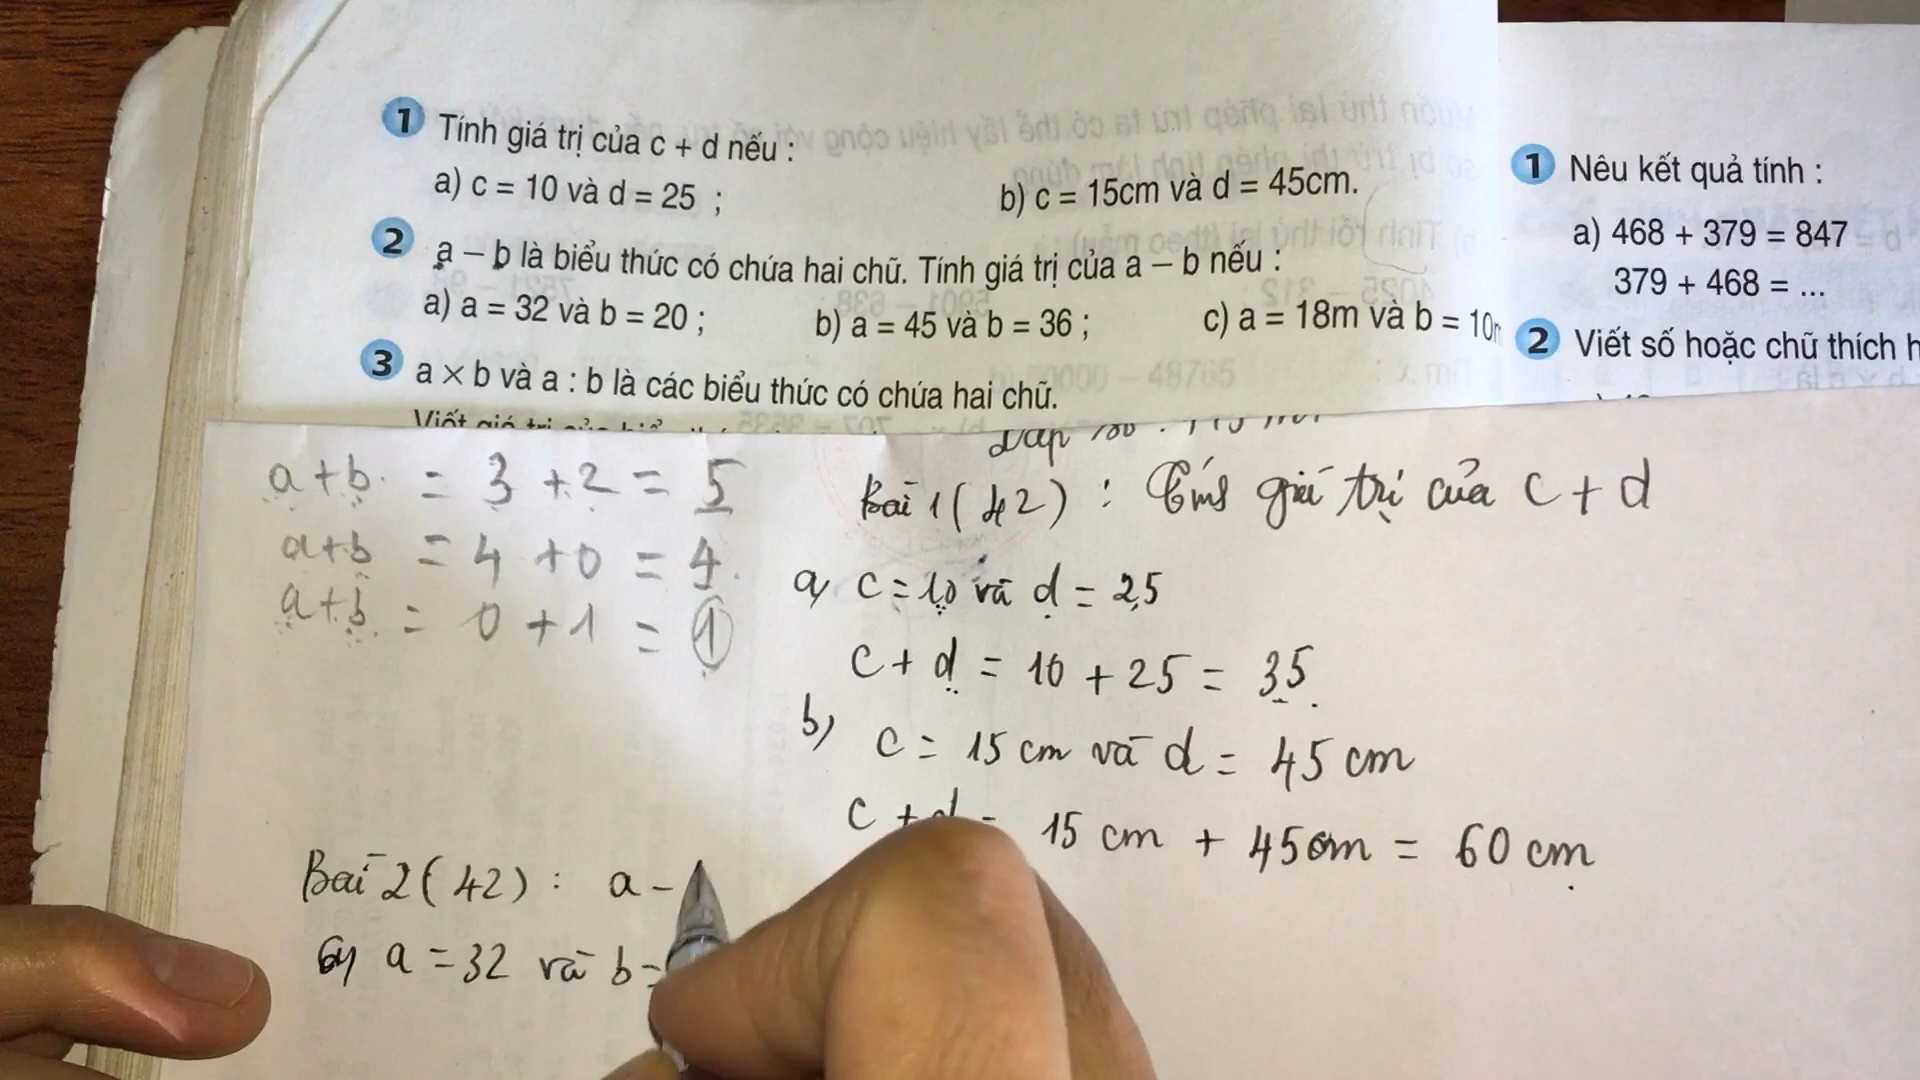 1 Tính giá trị của c + d nếu :
a) c = 10 và d = 25 ;
b) c = 15cm và d = 45cm.
2 a – b là biểu thức có chứa hai chữ. Tính giá trị của a – b nếu :
a) a = 32 và b = 20 ;
b) a = 45 và b = 36 ;
c) a = 18m và b = 10
3 a × b và a : b là các biểu thức có chứa hai chữ.
1 Nêu kết quả tính :
a) 468 + 379 = 847
379 + 468 = ...
2 Viết số hoặc chữ thích
a + b = 3 + 2 = 5
a + b = 4 + 0 = 4
a + b = 0 + 1 = 1
Bài 1 (42) : giá trị của c + d
a, c = 10 và d = 25
c + d = 10 + 25 = 35
b, c = 15 cm và d = 45 cm
c + d = 15 cm + 45cm = 60 cm
Bài 2 (42) : a –
a = 32 và b =